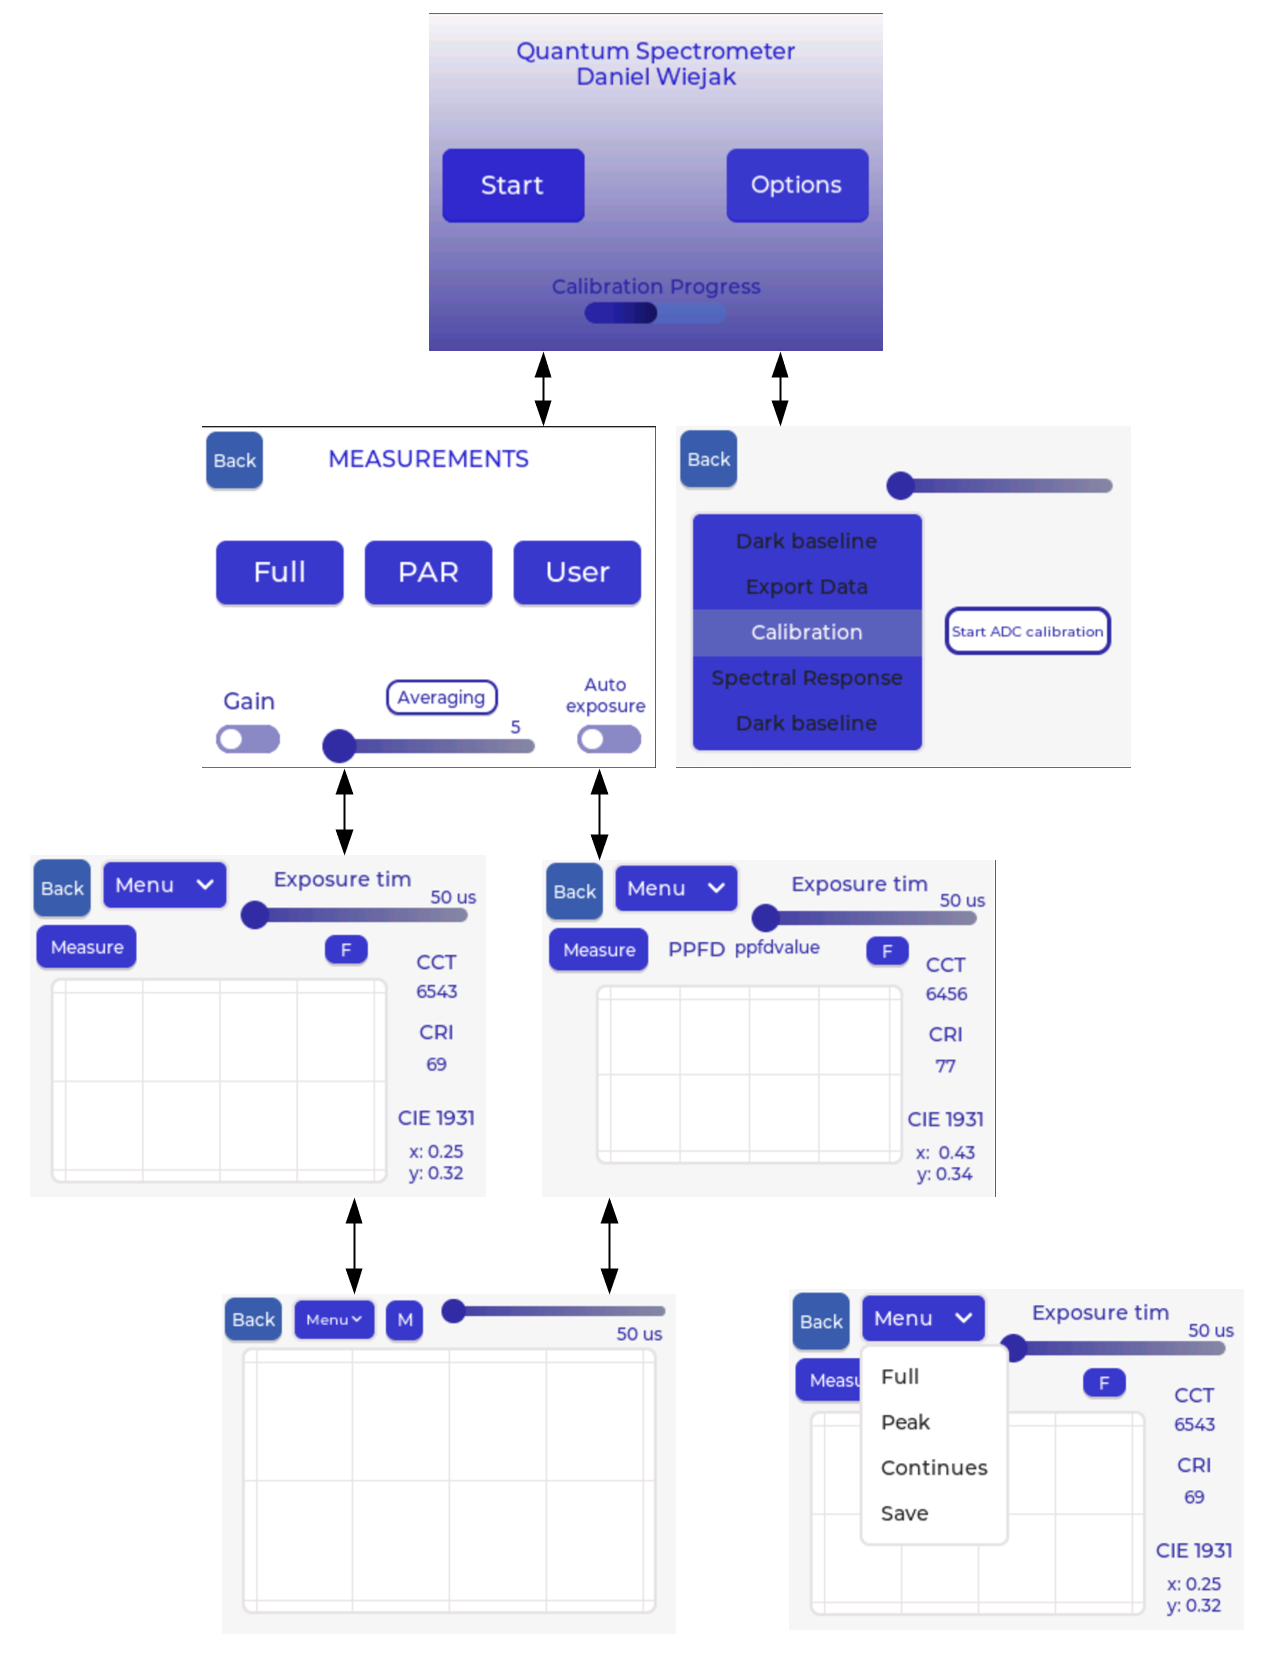 Quantum Spectrometer
Daniel Wiejak
Start
Options
Calibration Progress
Back
MEASUREMENTS
Full
PAR
User
Gain
Averaging
5
Auto
exposure
Back
Dark baseline
Export Data
Calibration
Spectral Response
Dark baseline
Start ADC calibration
Back
Menu
Exposure tim
50 us
Measure
F
CCT
6543
CRI
69
CIE 1931
x: 0.25
y: 0.32
Back
Menu
Exposure tim
50 us
Measure
PPFD ppfdvalue
F
CCT
6456
CRI
77
CIE 1931
x: 0.43
y: 0.34
Back
Menu
M
50 us
Back
Menu
Exposure tim
50 us
Measu
Full
Peak
Continues
Save
F
CCT
6543
CRI
69
CIE 1931
x: 0.25
y: 0.32